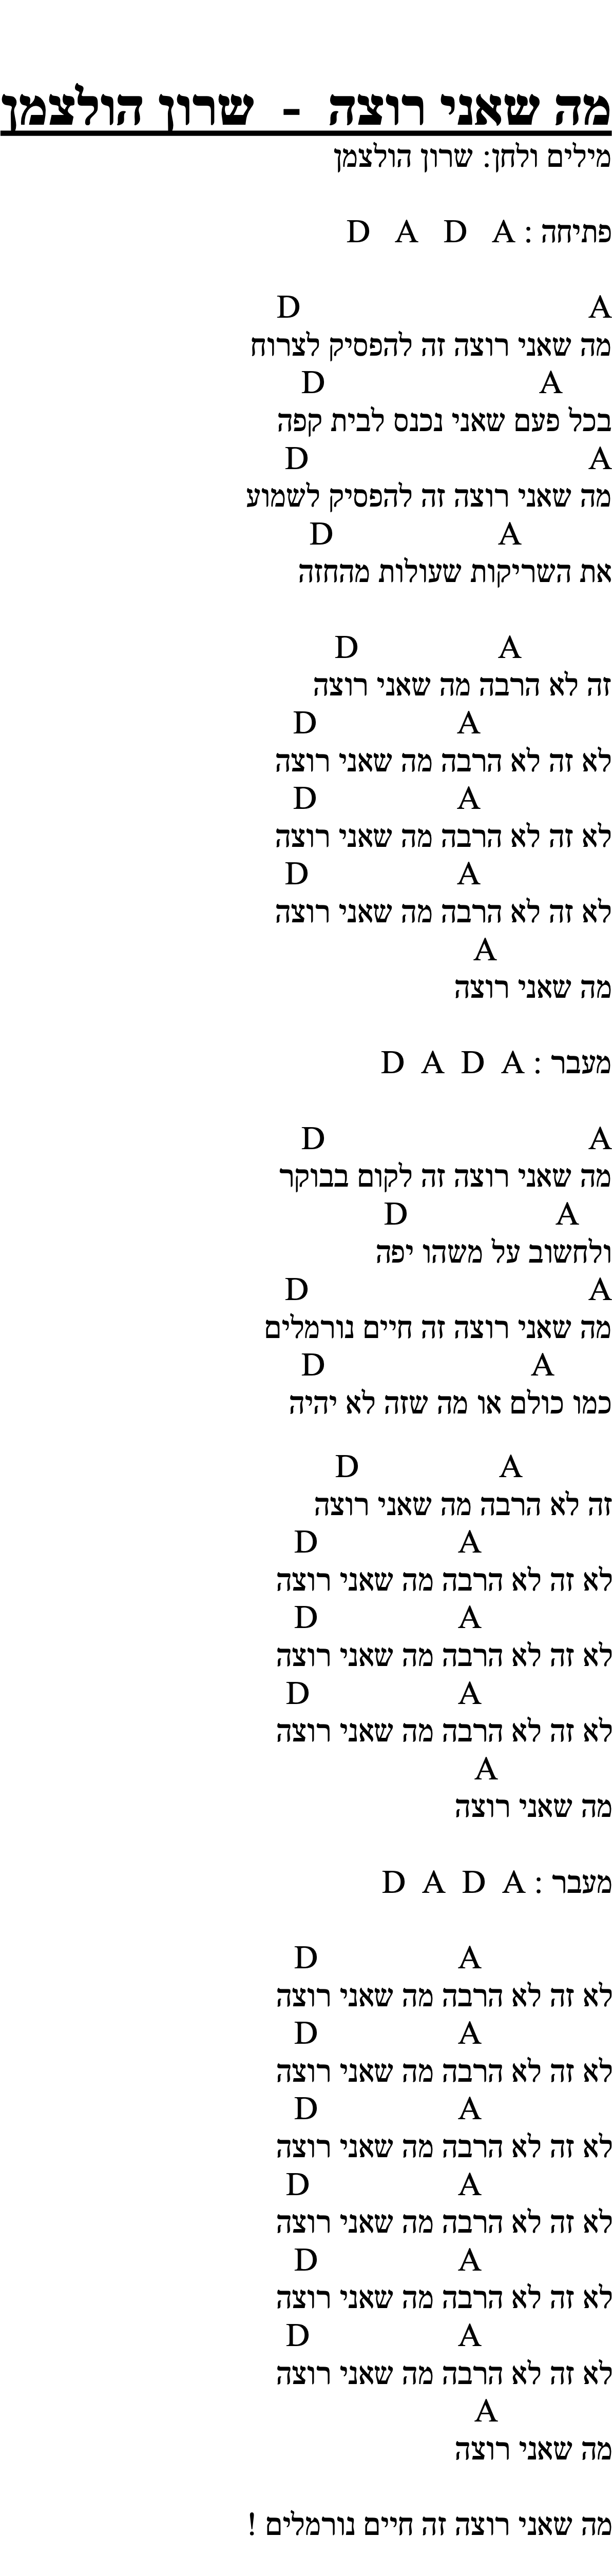 מה שאני רוצה - שרון הולצמן
מילים ולחן: שרון הולצמן
פתיחה : D A D A
D A
מה שאני רוצה זה להפסיק לצרוח
D A
בכל פעם שאני נכנס לבית קפה
D A
מה שאני רוצה זה להפסיק לשמוע
D A
את השריקות שעולות מהחזה
D A
זה לא הרבה מה שאני רוצה
D A
לא זה לא הרבה מה שאני רוצה
D A
לא זה לא הרבה מה שאני רוצה
D A
לא זה לא הרבה מה שאני רוצה
A
מה שאני רוצה
מעבר : D A D A
D A
מה שאני רוצה זה לקום בבוקר
D A
ולחשוב על משהו יפה
D A
מה שאני רוצה זה חיים נורמלים
D A
כמו כולם או מה שזה לא יהיה
D A
זה לא הרבה מה שאני רוצה
D A
לא זה לא הרבה מה שאני רוצה
D A
לא זה לא הרבה מה שאני רוצה
D A
לא זה לא הרבה מה שאני רוצה
A
מה שאני רוצה
מעבר : D A D A
D A
לא זה לא הרבה מה שאני רוצה
D A
לא זה לא הרבה מה שאני רוצה
D A
לא זה לא הרבה מה שאני רוצה
D A
לא זה לא הרבה מה שאני רוצה
D A
לא זה לא הרבה מה שאני רוצה
D A
לא זה לא הרבה מה שאני רוצה
A
מה שאני רוצה
מה שאני רוצה זה חיים נורמלים !